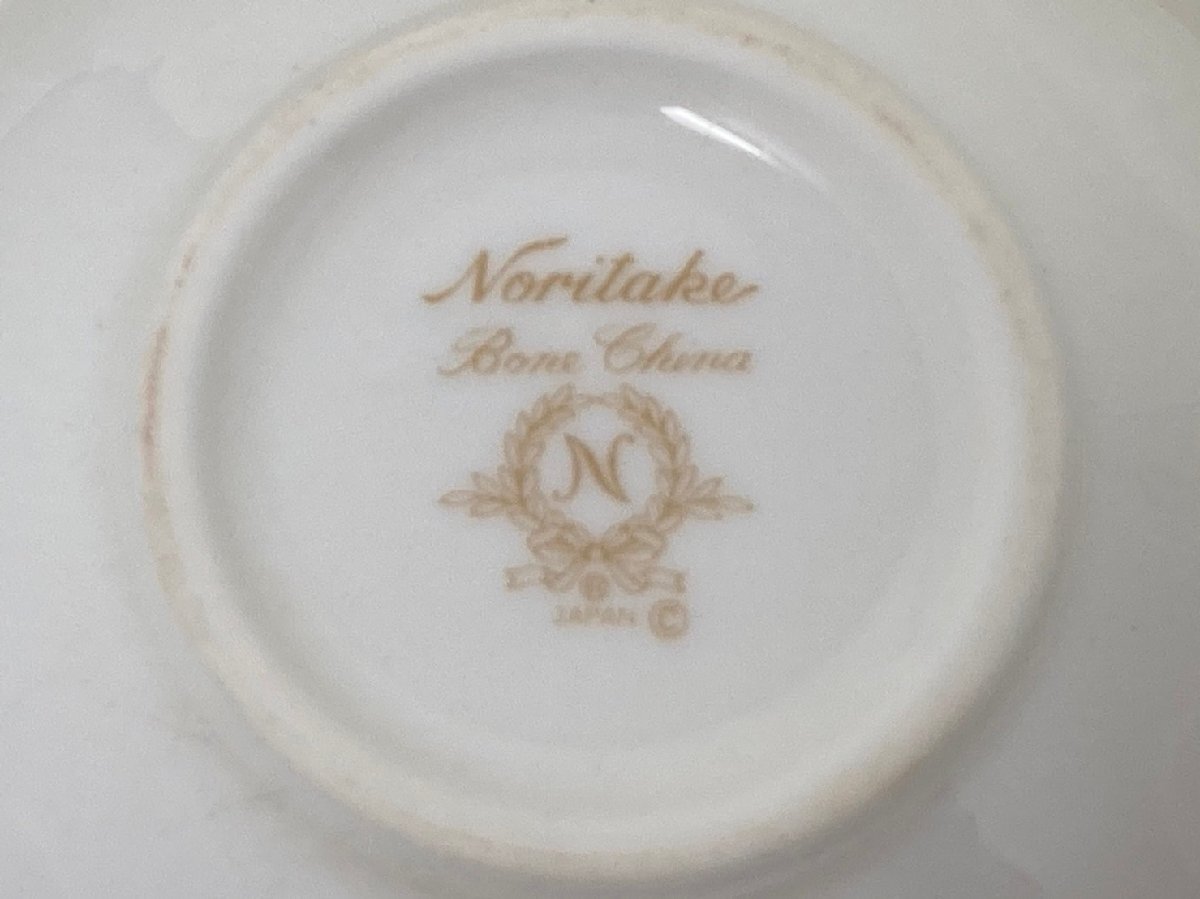 Noritake
Bone China
N
®
JAPAN ©